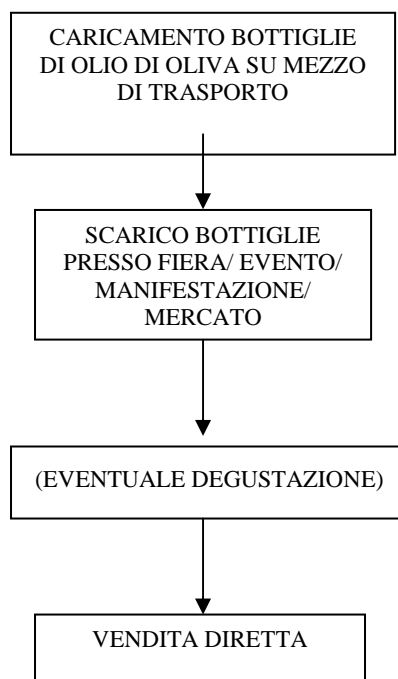 CARICAMENTO BOTTIGLIE
DI OLIO DI OLIVA SU MEZZO
DI TRASPORTO
SCARICO BOTTIGLIE
PRESSO FIERA/ EVENTO/
MANIFESTAZIONE/
MERCATO
(EVENTUALE DEGUSTAZIONE)
VENDITA DIRETTA